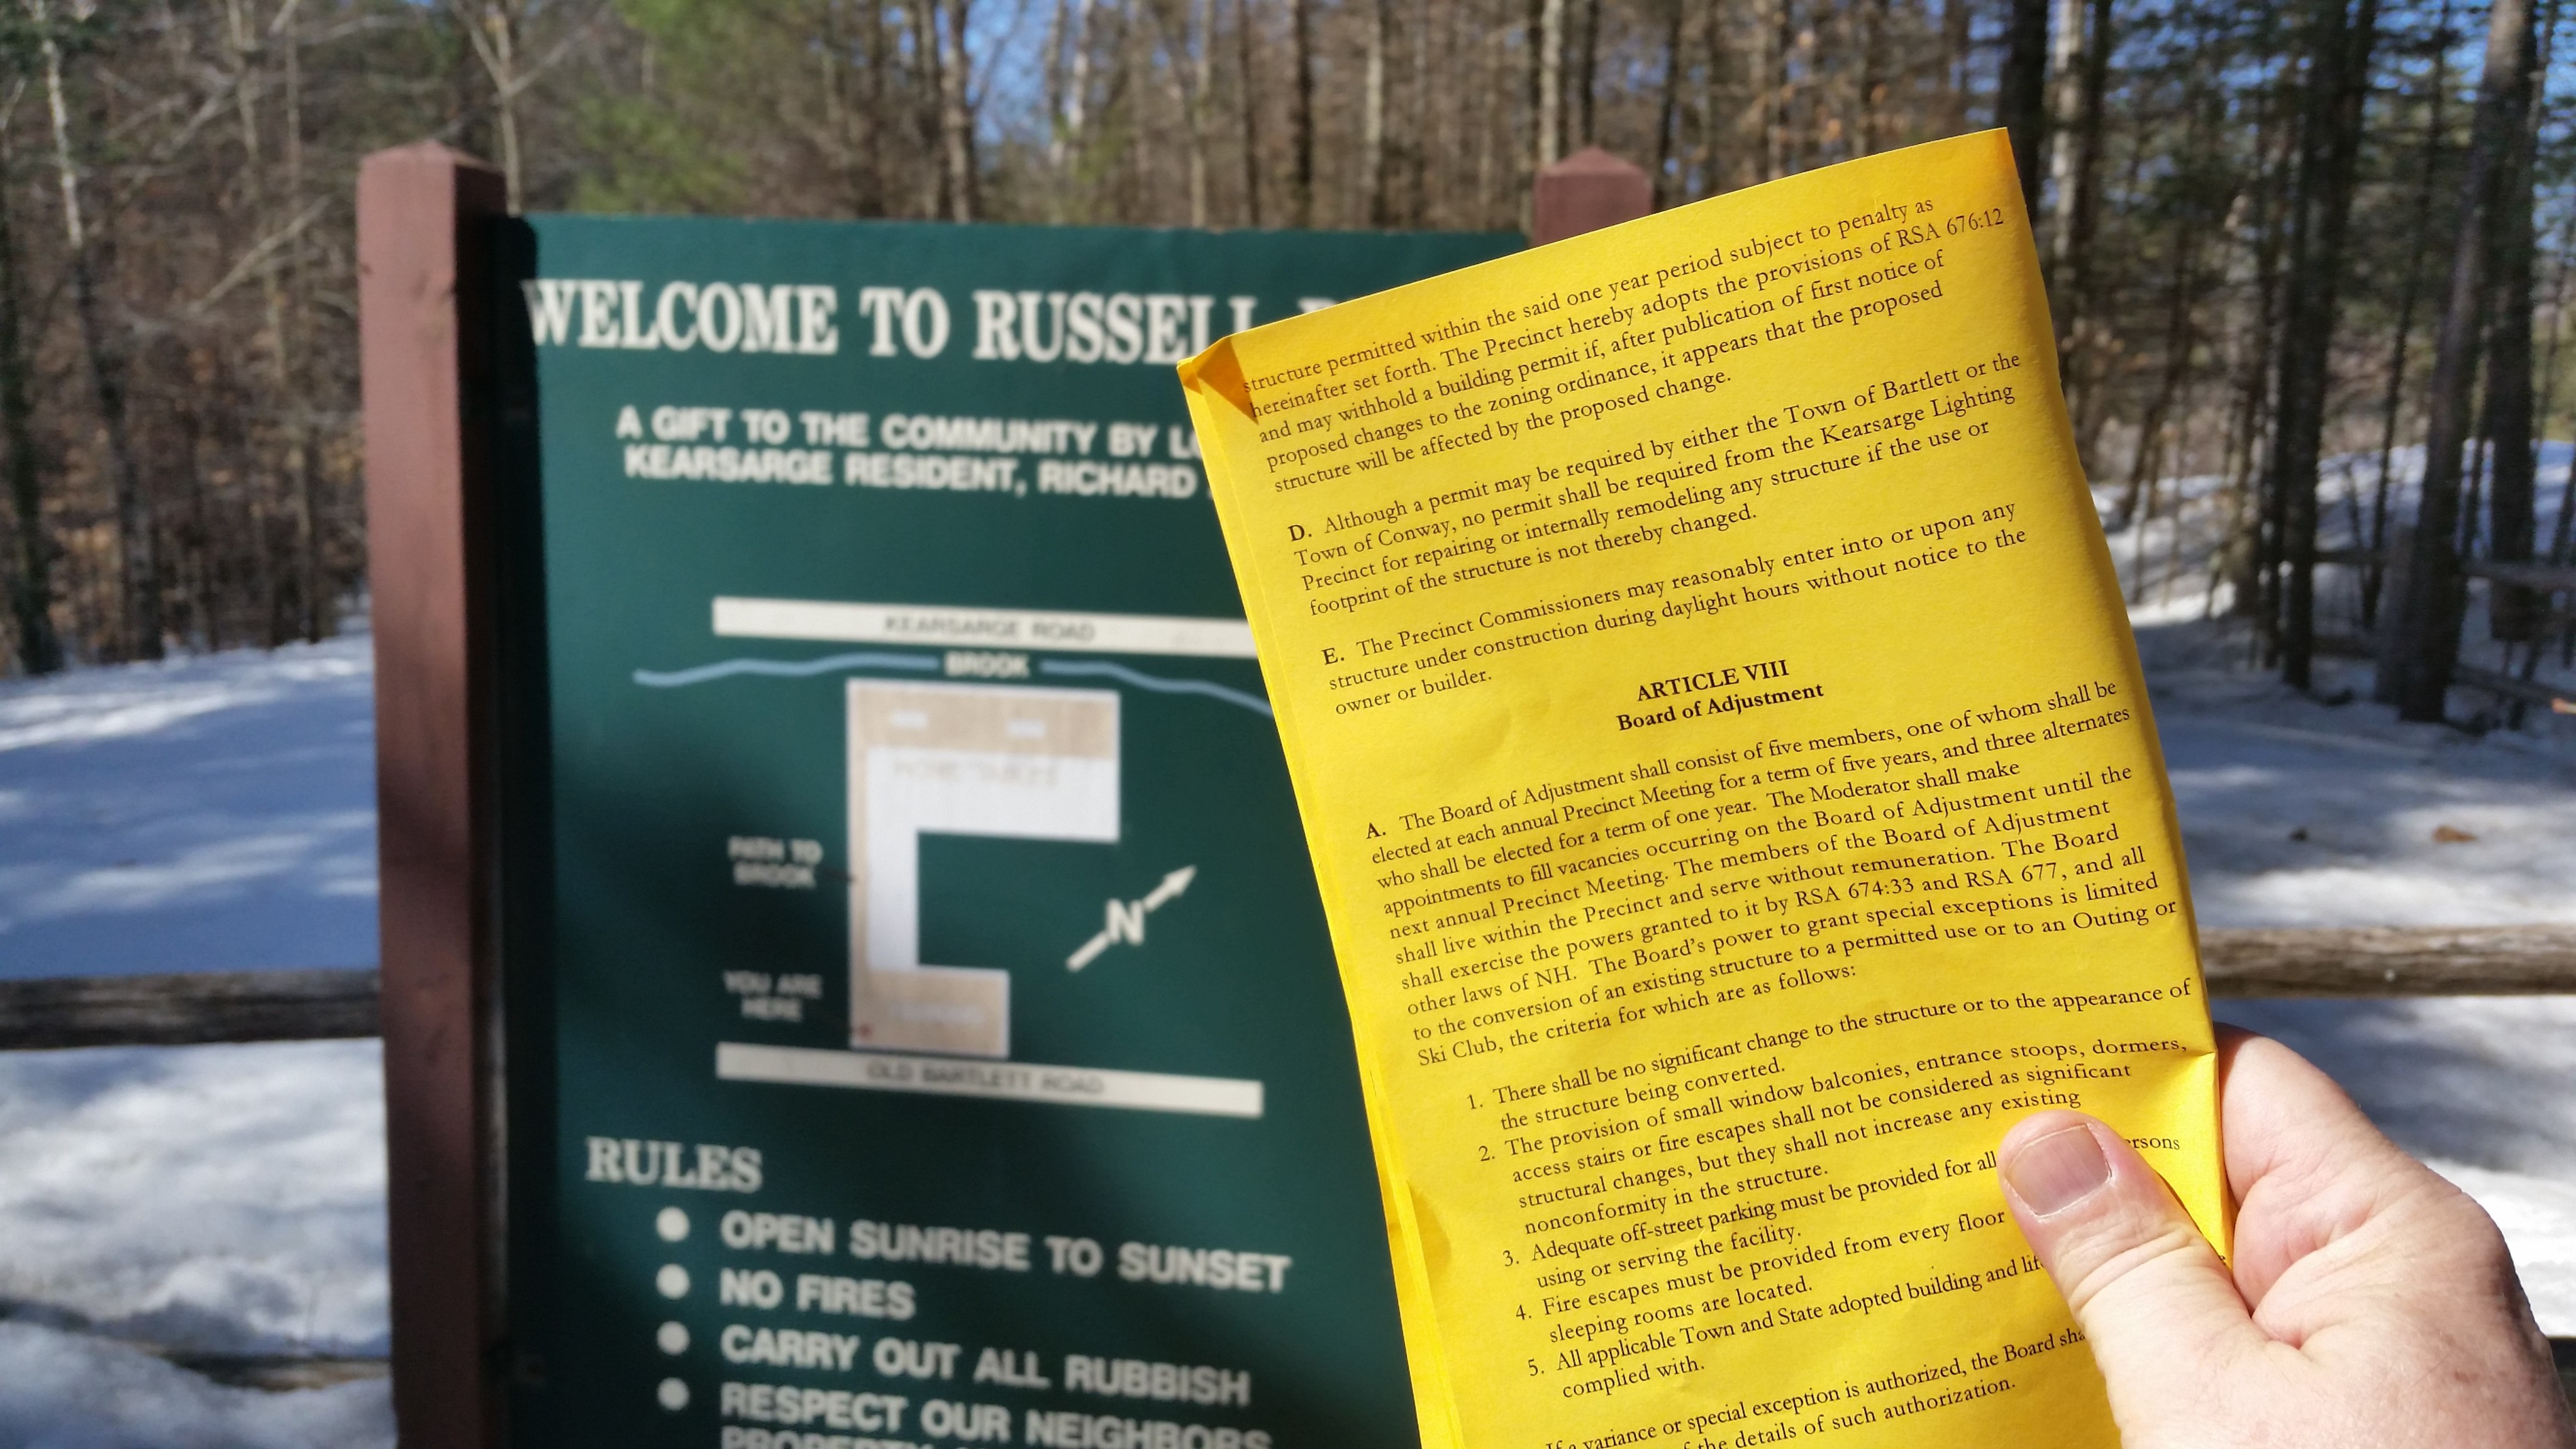 WELCOME TO RUSSELL
A GIFT TO THE COMMUNITY BY
KEARSARGE RESIDENT, RICHARD
KEARSARGE ROAD
BROOK
PATH TO
BROOK
N
YOU ARE
HERE
OLD BARTLETT ROAD
RULES
● OPEN SUNRISE TO SUNSET
● NO FIRES
● CARRY OUT ALL RUBBISH
● RESPECT OUR NEIGHBORS
structure permitted within the said one year period subject to penalty as
hereinafter set forth. The Precinct hereby adopts the provisions of RSA 676:12
and may withhold a building permit if, after publication of first notice of
proposed changes to the zoning ordinance, it appears that the proposed
structure will be affected by the proposed change.
D. Although a permit may be required by either the Town of Bartlett or the
Town of Conway, no permit shall be required from the Kearsarge Lighting
Precinct for repairing or internally remodeling any structure if the use or
footprint of the structure is not thereby changed.
E. The Precinct Commissioners may reasonably enter into or upon any
structure under construction during daylight hours without notice to the
owner or builder.
ARTICLE VIII
Board of Adjustment
A. The Board of Adjustment shall consist of five members, one of whom shall be
elected at each annual Precinct Meeting for a term of five years, and three alternates
who shall be elected for a term of one year. The Moderator shall make
appointments to fill vacancies occurring on the Board of Adjustment until the
next annual Precinct Meeting. The members of the Board of Adjustment
shall live within the Precinct and serve without remuneration. The Board
shall exercise the powers granted to it by RSA 674:33 and RSA 677, and all
other laws of NH. The Board's power to grant special exceptions is limited
to the conversion of an existing structure to a permitted use or to an Outing or
Ski Club, the criteria for which are as follows:
1. There shall be no significant change to the structure or to the appearance of
the structure being converted.
2. The provision of small window balconies, entrance stoops, dormers,
access stairs or fire escapes shall not be considered as significant
structural changes, but they shall not increase any existing
nonconformity in the structure.
3. Adequate off-street parking must be provided for all
using or serving the facility.
4. Fire escapes must be provided from every floor
sleeping rooms are located.
5. All applicable Town and State adopted building and
complied with.
If a variance or special exception is authorized, the Board
the details of such authorization.